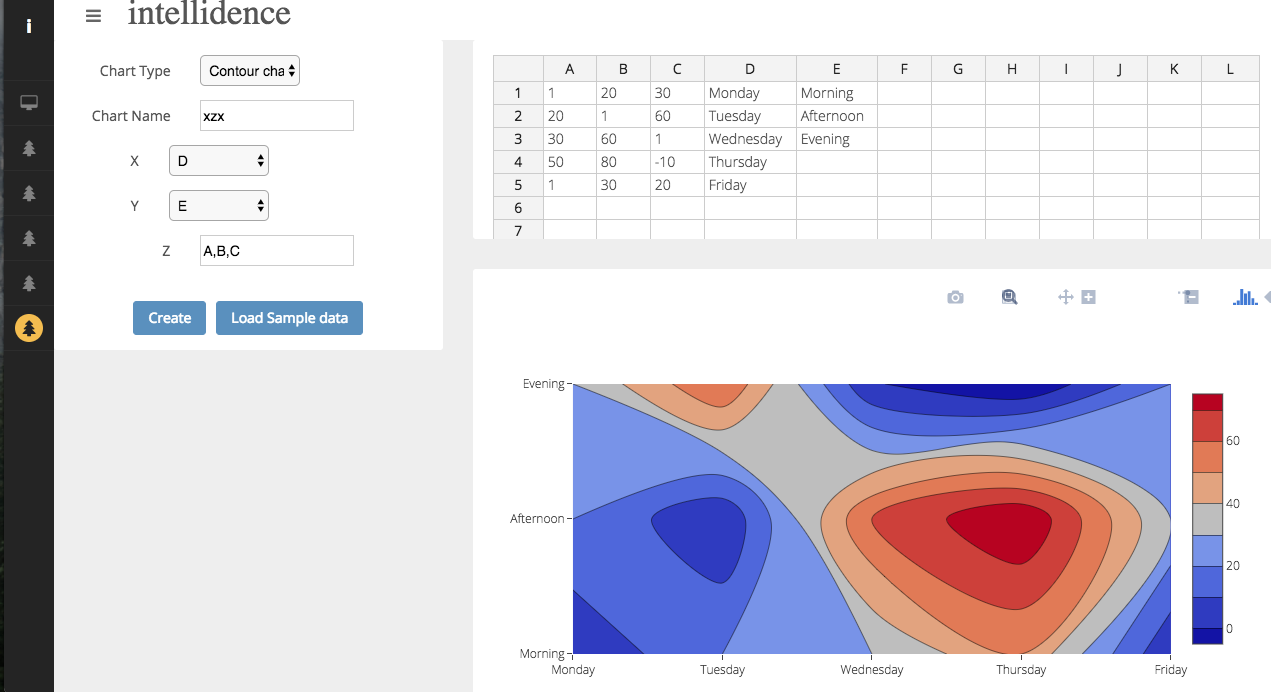 i
intellidence
Chart Type Contour cha
Chart Name xzx
X D
Y E
Z A,B,C
Create Load Sample data
A B C D E F G H I J K L
1 1 20 30 Monday Morning
2 20 1 60 Tuesday Afternoon
3 30 60 1 Wednesday Evening
4 50 80 -10 Thursday
5 1 30 20 Friday
6
7
Evening
Afternoon
Morning
Monday Tuesday Wednesday Thursday Friday
60
40
20
0